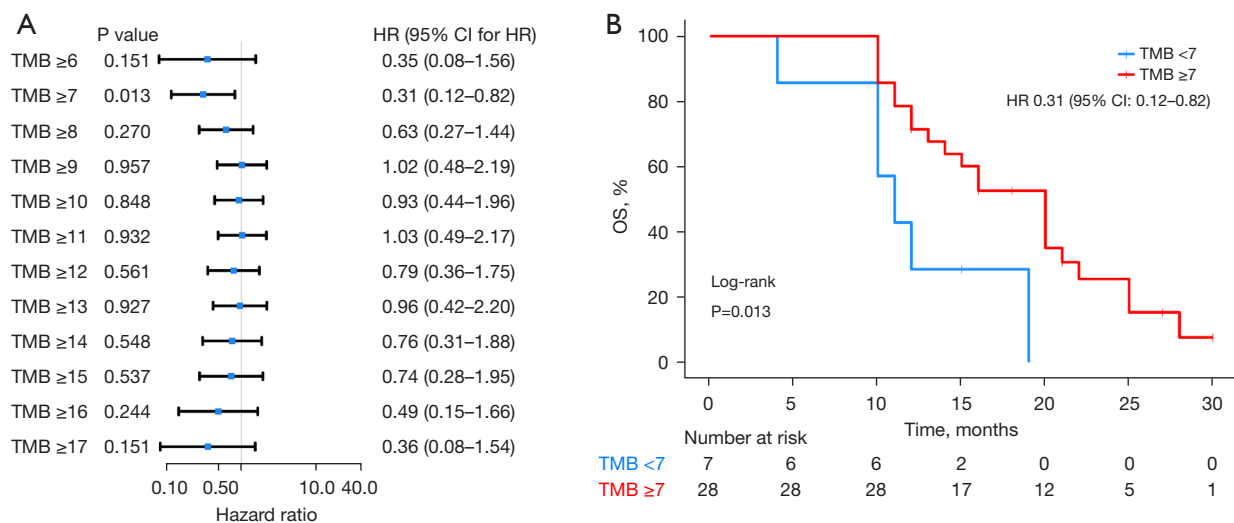 A
P value HR (95% CI for HR)
TMB ≥6 0.151 0.35 (0.08–1.56)
TMB ≥7 0.013 0.31 (0.12–0.82)
TMB ≥8 0.270 0.63 (0.27–1.44)
TMB ≥9 0.957 1.02 (0.48–2.19)
TMB ≥10 0.848 0.93 (0.44–1.96)
TMB ≥11 0.932 1.03 (0.49–2.17)
TMB ≥12 0.561 0.79 (0.36–1.75)
TMB ≥13 0.927 0.96 (0.42–2.20)
TMB ≥14 0.548 0.76 (0.31–1.88)
TMB ≥15 0.537 0.74 (0.28–1.95)
TMB ≥16 0.244 0.49 (0.15–1.66)
TMB ≥17 0.151 0.36 (0.08–1.54)
0.10 0.50 10.0 40.0
Hazard ratio
B
OS, %
100
80
60
40
20
0
TMB <7
TMB ≥7
HR 0.31 (95% CI: 0.12–0.82)
Log-rank
P=0.013
0 5 10 15 20 25 30
Time, months
Number at risk
TMB <7 7 6 6 2 0 0 0
TMB ≥7 28 28 28 17 12 5 1